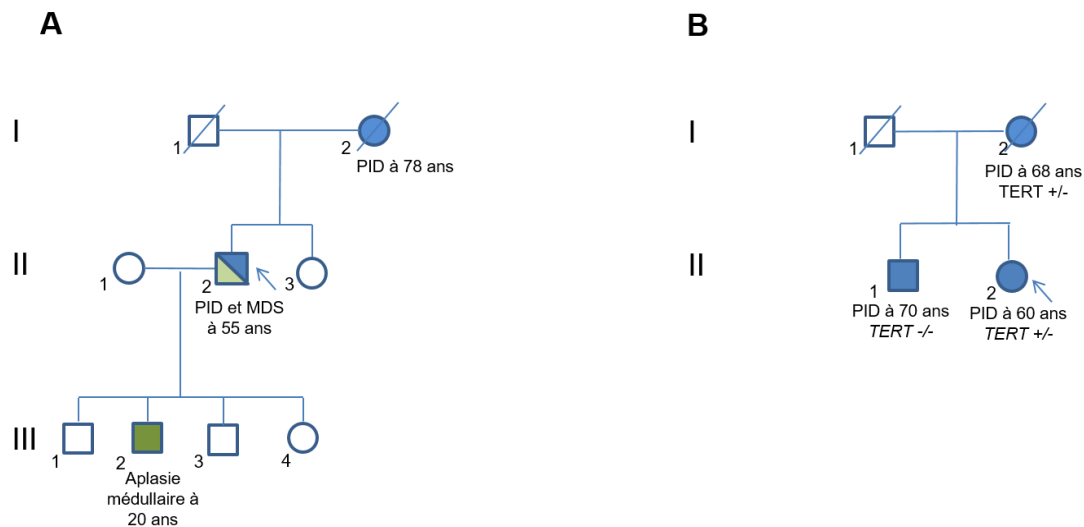 A
I
1
2
PID à 78 ans
II
1
2
3
PID et MDS
à 55 ans
III
1
2
3
4
Aplasie
médullaire à
20 ans
B
I
1
2
PID à 68 ans
TERT +/-
II
1
2
PID à 70 ans
TERT -/-
PID à 60 ans
TERT +/-